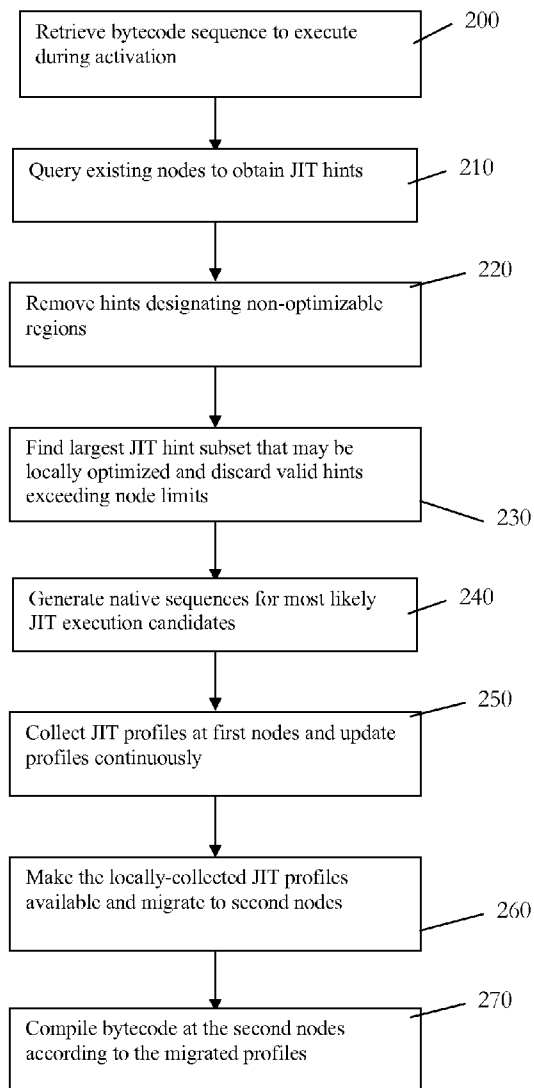 Retrieve bytecode sequence to execute
during activation
200
Query existing nodes to obtain JIT hints
210
Remove hints designating non-optimizable
regions
220
Find largest JIT hint subset that may be
locally optimized and discard valid hints
exceeding node limits
230
Generate native sequences for most likely
JIT execution candidates
240
Collect JIT profiles at first nodes and update
profiles continuously
250
Make the locally-collected JIT profiles
available and migrate to second nodes
260
Compile bytecode at the second nodes
according to the migrated profiles
270